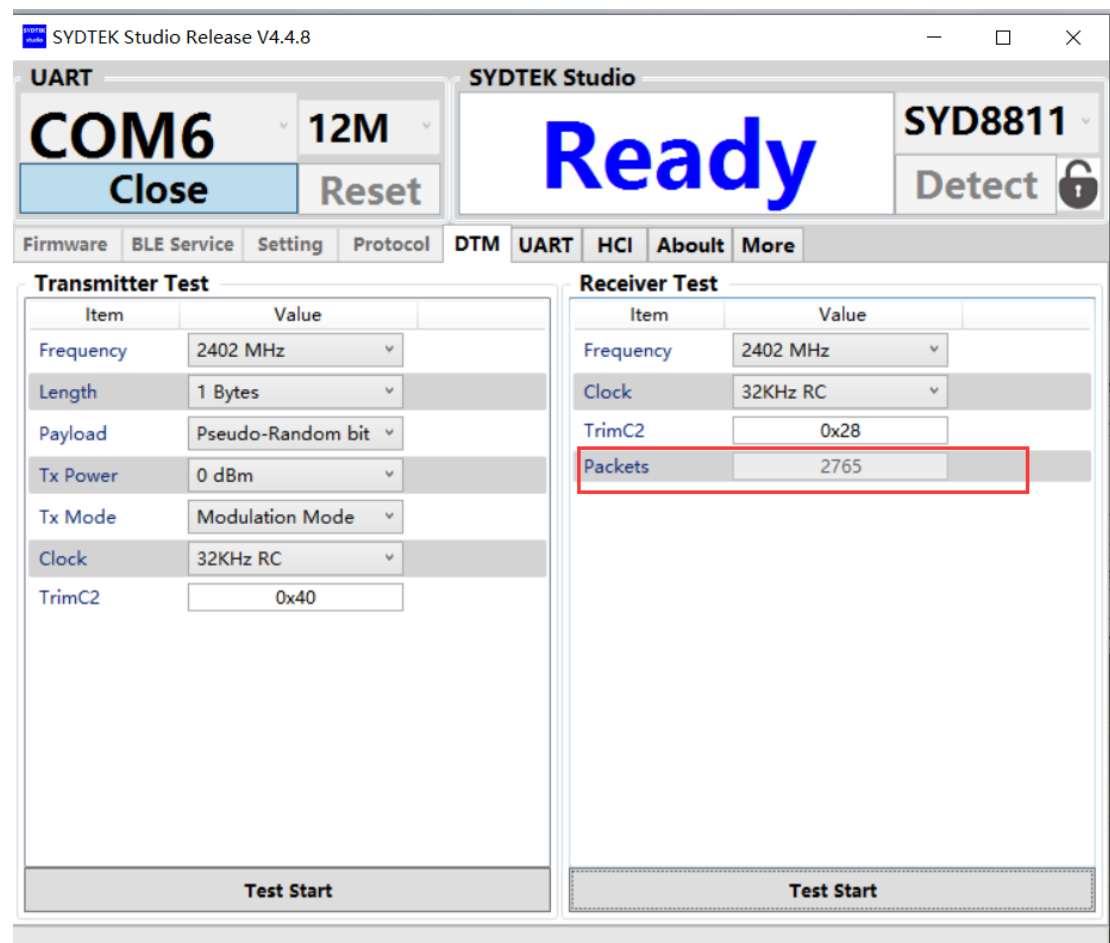 SYDTEK studio SYDTEK Studio Release V4.4.8
UART
COM6 12M
Close Reset
SYDTEK Studio
Ready
SYD8811
Detect
Firmware BLE Service Setting Protocol DTM UART HCI Aboult More
Transmitter Test
Item Value
Frequency 2402 MHz
Length 1 Bytes
Payload Pseudo-Random bit
Tx Power 0 dBm
Tx Mode Modulation Mode
Clock 32KHz RC
TrimC2 0x40
Test Start
Receiver Test
Item Value
Frequency 2402 MHz
Clock 32KHz RC
TrimC2 0x28
Packets 2765
Test Start